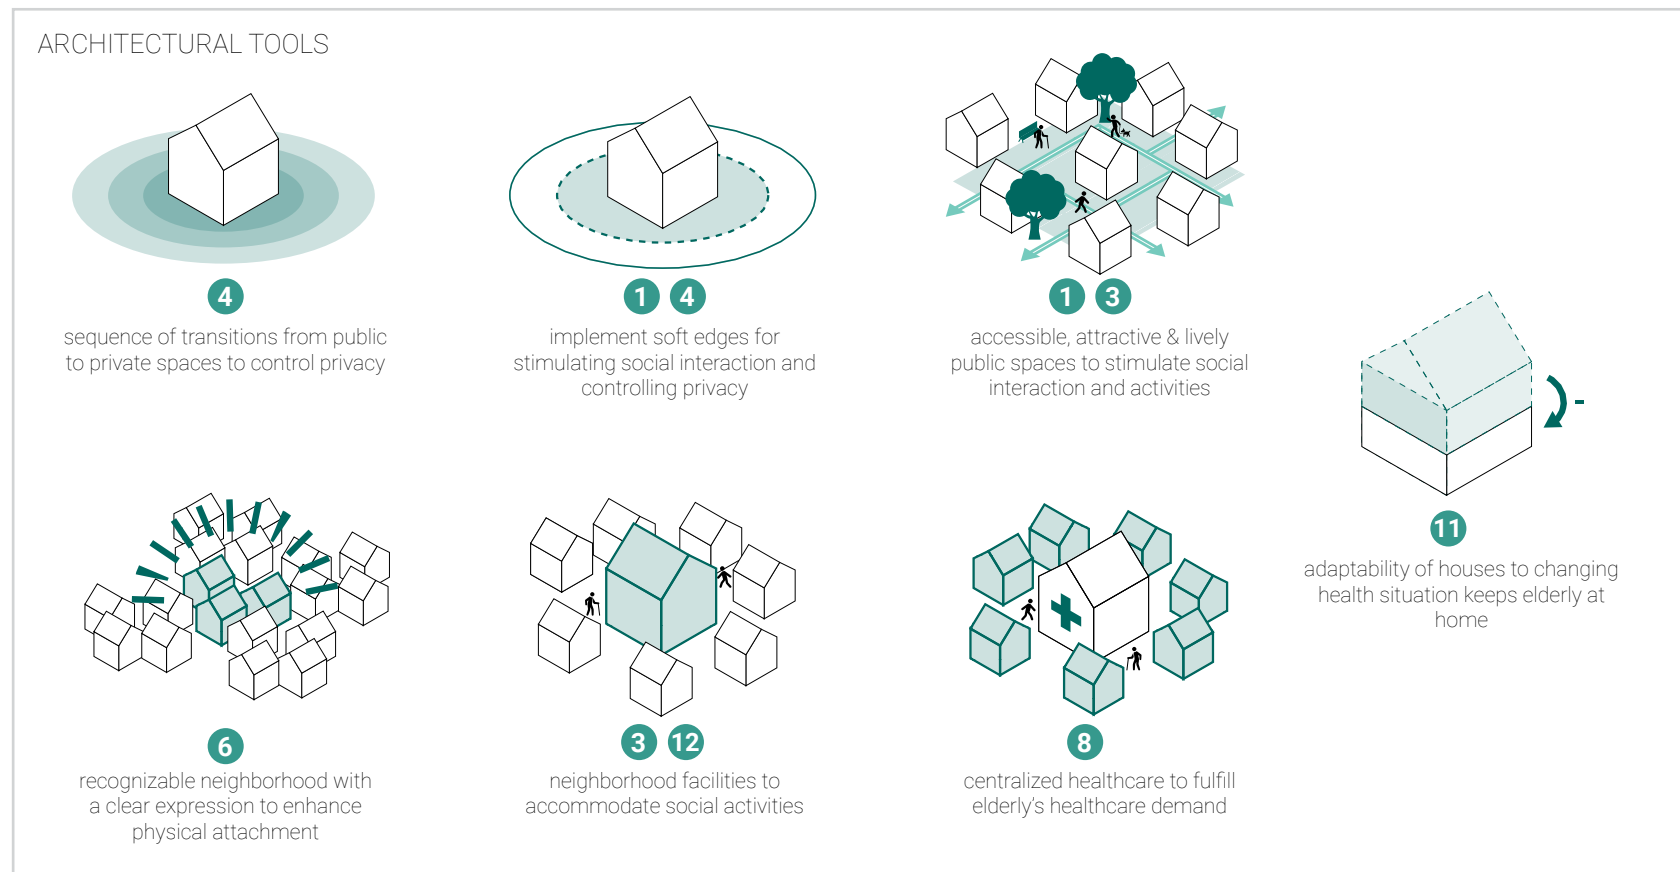 ARCHITECTURAL TOOLS
4
sequence of transitions from public
to private spaces to control privacy
1 4
implement soft edges for
stimulating social interaction and
controlling privacy
1 3
accessible, attractive & lively
public spaces to stimulate social
interaction and activities
-
11
adaptability of houses to changing
health situation keeps elderly at
home
6
recognizable neighborhood with
a clear expression to enhance
physical attachment
3 12
neighborhood facilities to
accommodate social activities
8
centralized healthcare to fulfill
elderly's healthcare demand